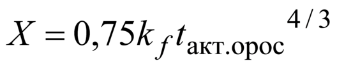 X = 0,75k_f t_акт.орос^4/3